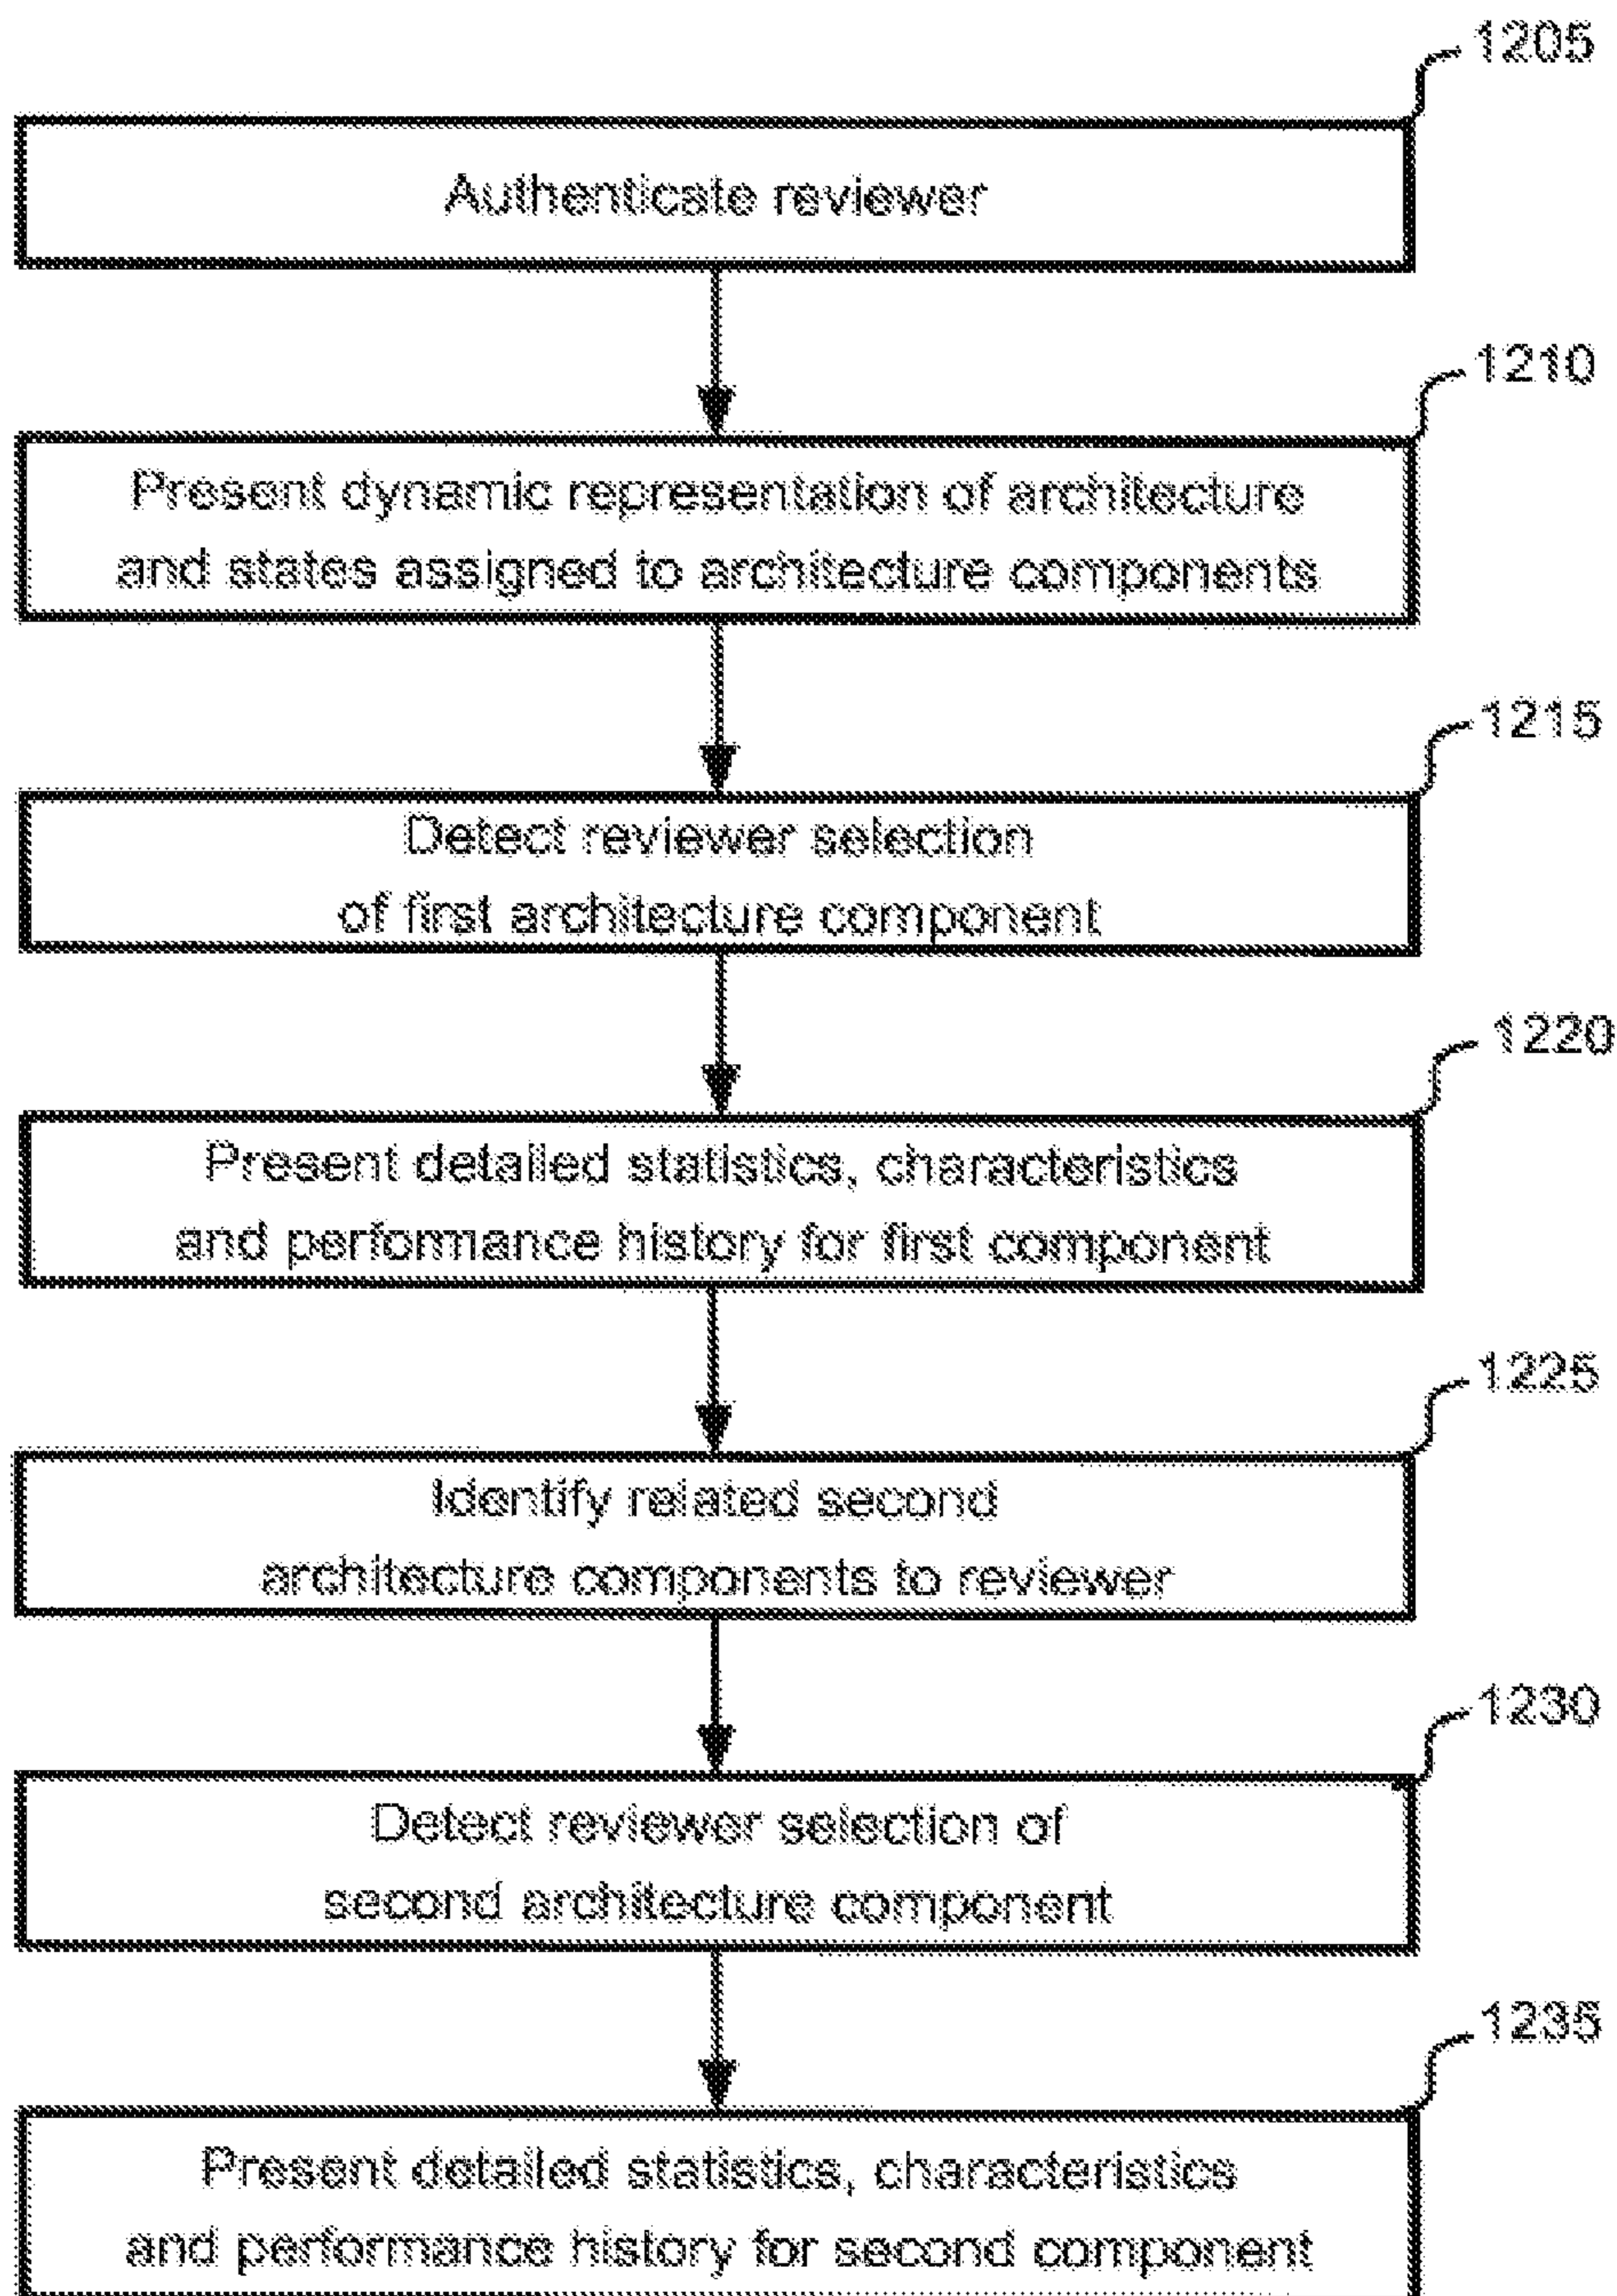 1205
Authenticate reviewer
1210
Present dynamic representation of architecture
and states assigned to architecture components
1215
Detect reviewer selection
of first architecture component
1220
Present detailed statistics, characteristics
and performance history for first component
1225
Identify related second
architecture components to reviewer
1230
Detect reviewer selection of
second architecture component
1235
Present detailed statistics, characteristics
and performance history for second component